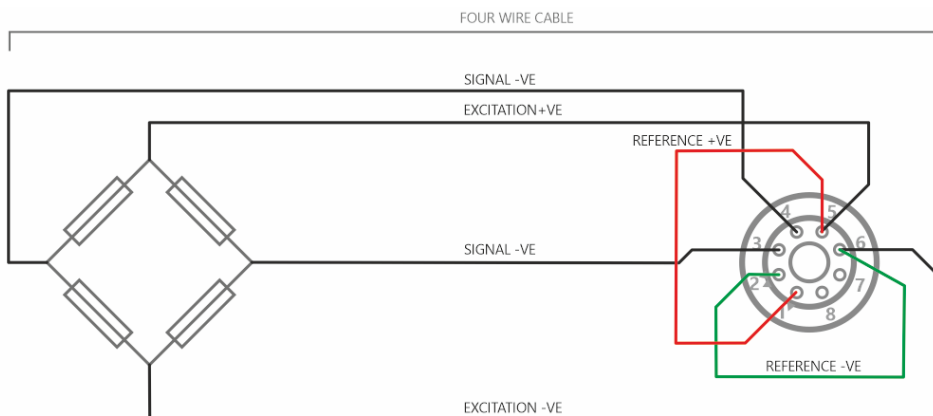 FOUR WIRE CABLE
SIGNAL -VE
EXCITATION+VE
REFERENCE +VE
4 5
3 6
SIGNAL -VE
2 7
1 8
REFERENCE -VE
EXCITATION -VE